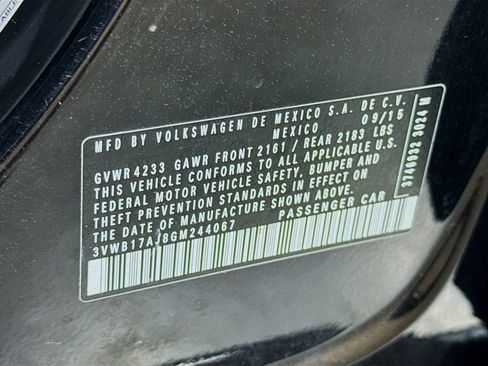 MFD BY VOLKSWAGEN DE MEXICO S.A. DE C.V.
MEXICO 09/15
GVWR 4233 GAWR FRONT 2161 / REAR 2183 LBS
THIS VEHICLE CONFORMS TO ALL APPLICABLE U.S.
FEDERAL MOTOR VEHICLE SAFETY, BUMPER AND
THEFT PREVENTION STANDARDS IN EFFECT ON
THE DATE OF MANUFACTURE SHOWN ABOVE.
3VWB17AJ8GM244067 PASSENGER CAR
3740932 9024 M